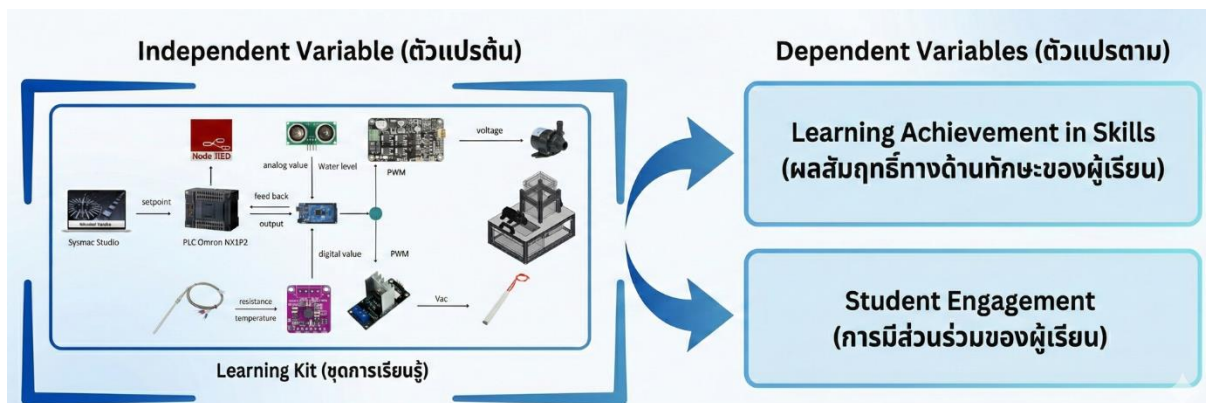 Independent Variable (ตัวแปรต้น)
Dependent Variables (ตัวแปรตาม)
Node RED
analog value
Water level
PWM
voltage
setpoint
feed back
output
Sysmac Studio
PLC Omron NX1P2
digital value
PWM
resistance
temperature
Vac
Learning Kit (ชุดการเรียนรู้)
Learning Achievement in Skills
(ผลสัมฤทธิ์ทางด้านทักษะของผู้เรียน)
Student Engagement
(การมีส่วนร่วมของผู้เรียน)